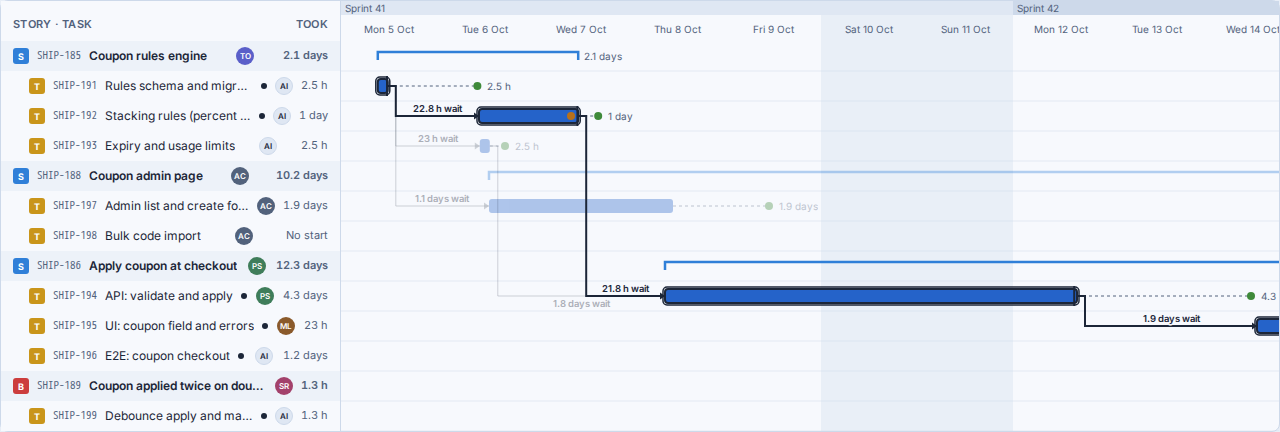 Sprint 41
Sprint 42
STORY · TASK TOOK
Mon 5 Oct Tue 6 Oct Wed 7 Oct Thu 8 Oct Fri 9 Oct Sat 10 Oct Sun 11 Oct Mon 12 Oct Tue 13 Oct Wed 14 Oct
S SHIP-185 Coupon rules engine TO 2.1 days
2.1 days
T SHIP-191 Rules schema and migr... AI 2.5 h
2.5 h
T SHIP-192 Stacking rules (percent ... AI 1 day
22.8 h wait
1 day
T SHIP-193 Expiry and usage limits AI 2.5 h
23 h wait
2.5 h
S SHIP-188 Coupon admin page AC 10.2 days
T SHIP-197 Admin list and create fo... AC 1.9 days
1.1 days wait
1.9 days
T SHIP-198 Bulk code import AC No start
S SHIP-186 Apply coupon at checkout PS 12.3 days
T SHIP-194 API: validate and apply PS 4.3 days
21.8 h wait
4.3
1.8 days wait
T SHIP-195 UI: coupon field and errors ML 23 h
1.9 days wait
T SHIP-196 E2E: coupon checkout AI 1.2 days
B SHIP-189 Coupon applied twice on dou... SR 1.3 h
T SHIP-199 Debounce apply and ma... AI 1.3 h